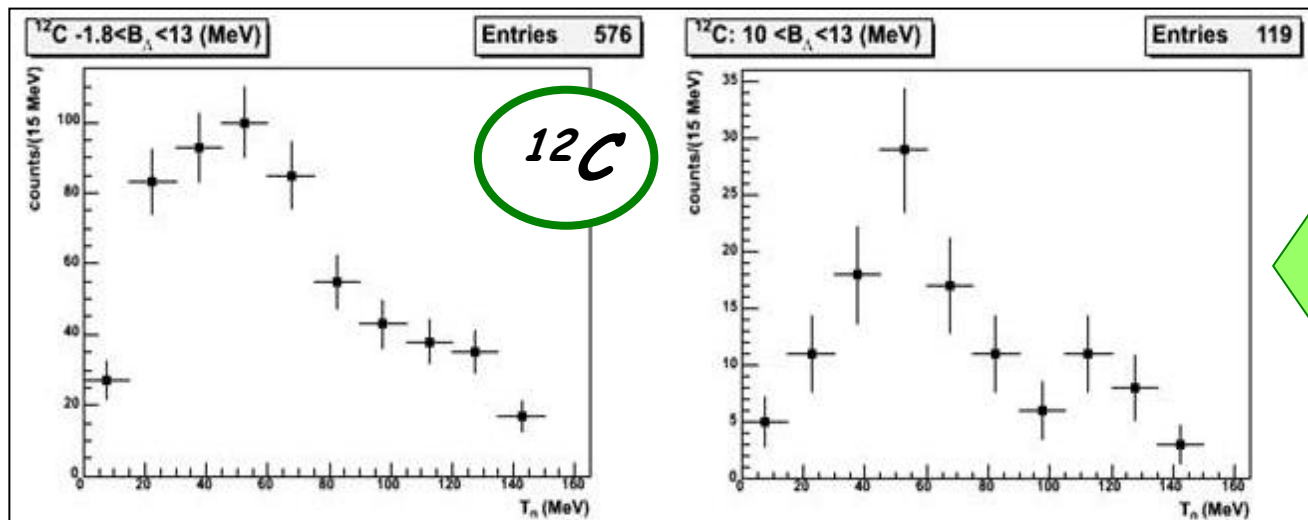 ¹²C -1.8<B_Λ<13 (MeV)
Entries 576
counts/(15 MeV)
100
80
60
40
20
0
0 20 40 60 80 100 120 140 160
Tₙ (MeV)
¹²C
¹²C: 10 <B_Λ<13 (MeV)
Entries 119
counts/(15 MeV)
35
30
25
20
15
10
5
0
0 20 40 60 80 100 120 140 160
Tₙ (MeV)